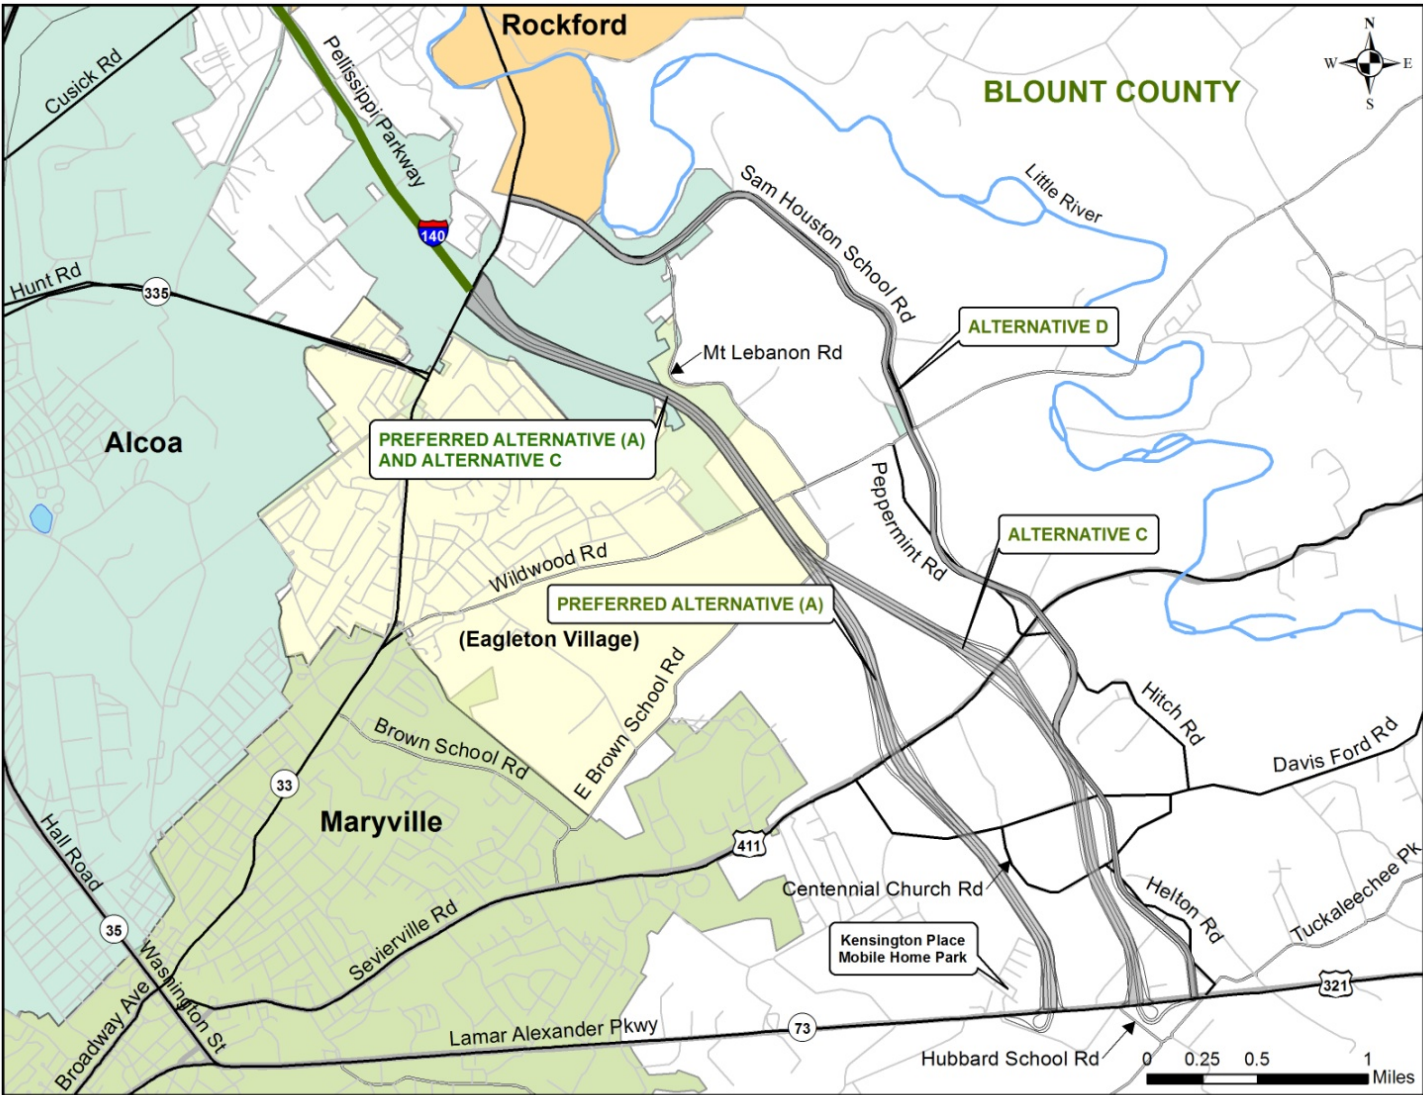 Rockford
N
W
E
S
BLOUNT COUNTY
Cusick Rd
Pellissippi Parkway
Little River
Sam Houston School Rd
140
Hunt Rd
335
ALTERNATIVE D
Mt Lebanon Rd
Alcoa
PREFERRED ALTERNATIVE (A)
AND ALTERNATIVE C
Peppermint Rd
ALTERNATIVE C
Wildwood Rd
PREFERRED ALTERNATIVE (A)
(Eagleton Village)
E Brown School Rd
Hitch Rd
Brown School Rd
Davis Ford Rd
33
Maryville
Hall Road
411
Centennial Church Rd
Helton Rd
Tuckaleechee Pk
35
Sevierville Rd
Kensington Place
Mobile Home Park
Washington St
321
Broadway Ave
Lamar Alexander Pkwy
73
Hubbard School Rd
0 0.25 0.5 1
Miles